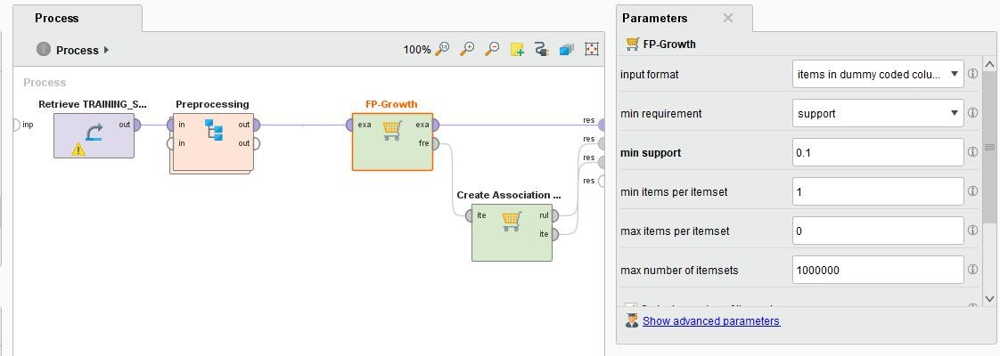 Process
Process
100%
Process
inp
Retrieve TRAINING_S...
out
Preprocessing
in
out
in
out
FP-Growth
exa
exa
fre
Create Association ...
ite
rul
ite
res
res
res
res
Parameters
FP-Growth
input format
items in dummy coded colu...
min requirement
support
min support
0.1
min items per itemset
1
max items per itemset
0
max number of itemsets
1000000
Show advanced parameters